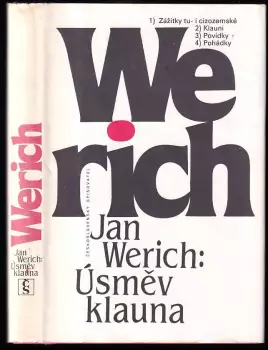 Werich
Jan
Werich:
Úsměv
klauna
1) Zážitky tu- i cizozemské
2) Klauni
3) Povídky
4) Pohádky
We
rich
ČESKOSLOVENSKÝ SPISOVATEL
Jan
Werich:
Úsměv
klauna